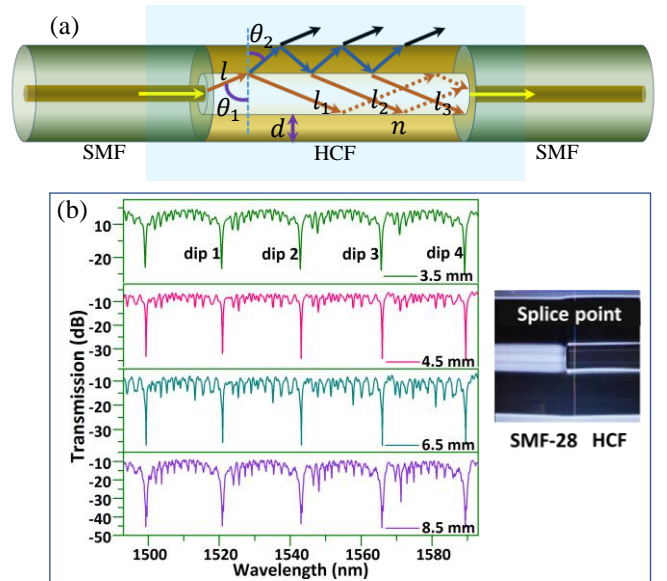 (a)
θ₂
l
θ₁
l₁
l₂
l₃
d
n
SMF
HCF
SMF
(b)
10
-20
dip 1
dip 2
dip 3
dip 4
3.5 mm
-10
-20
-30
4.5 mm
-10
-20
-30
6.5 mm
-10
-20
-30
-40
-50
8.5 mm
1500
1520
1540
1560
1580
Transmission (dB)
Wavelength (nm)
Splice point
SMF-28
HCF